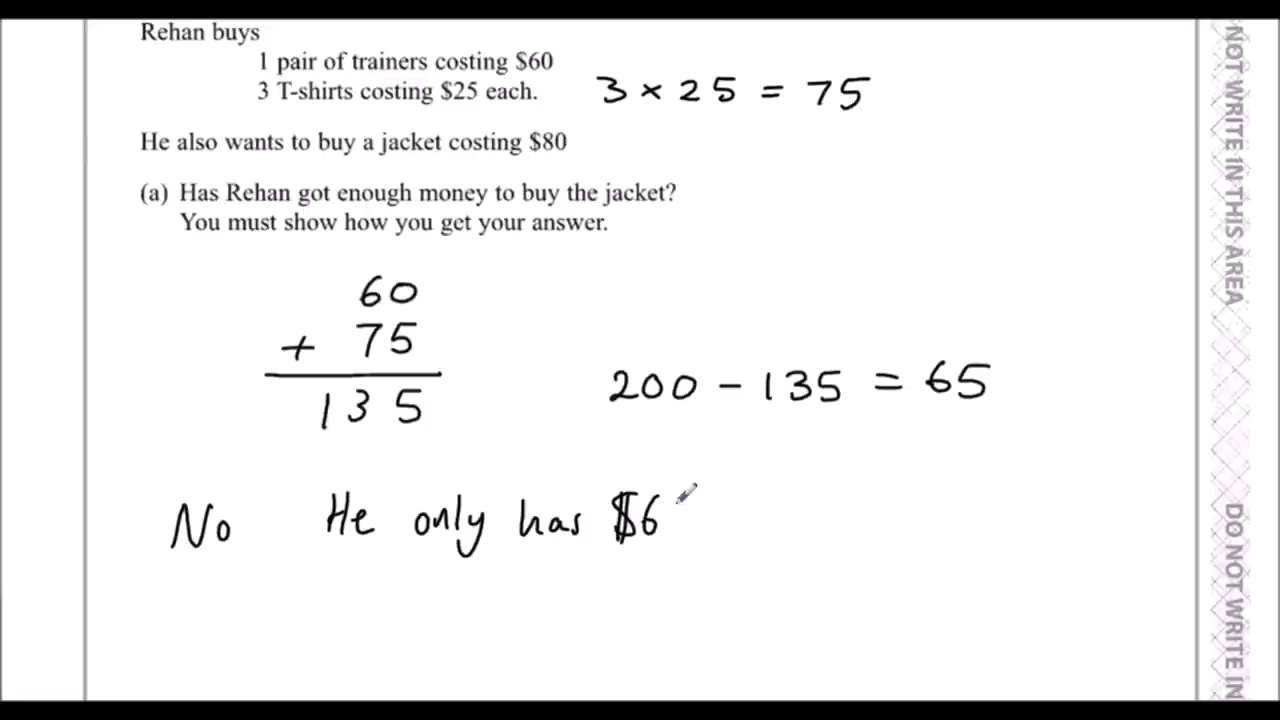 Rehan buys
1 pair of trainers costing $60
3 T-shirts costing $25 each.
3 × 25 = 75
He also wants to buy a jacket costing $80
(a) Has Rehan got enough money to buy the jacket?
You must show how you get your answer.
60
+ 75
135
200 - 135 = 65
No He only has $6
NOT WRITE IN THIS AREA
DO NOT WRITE IN